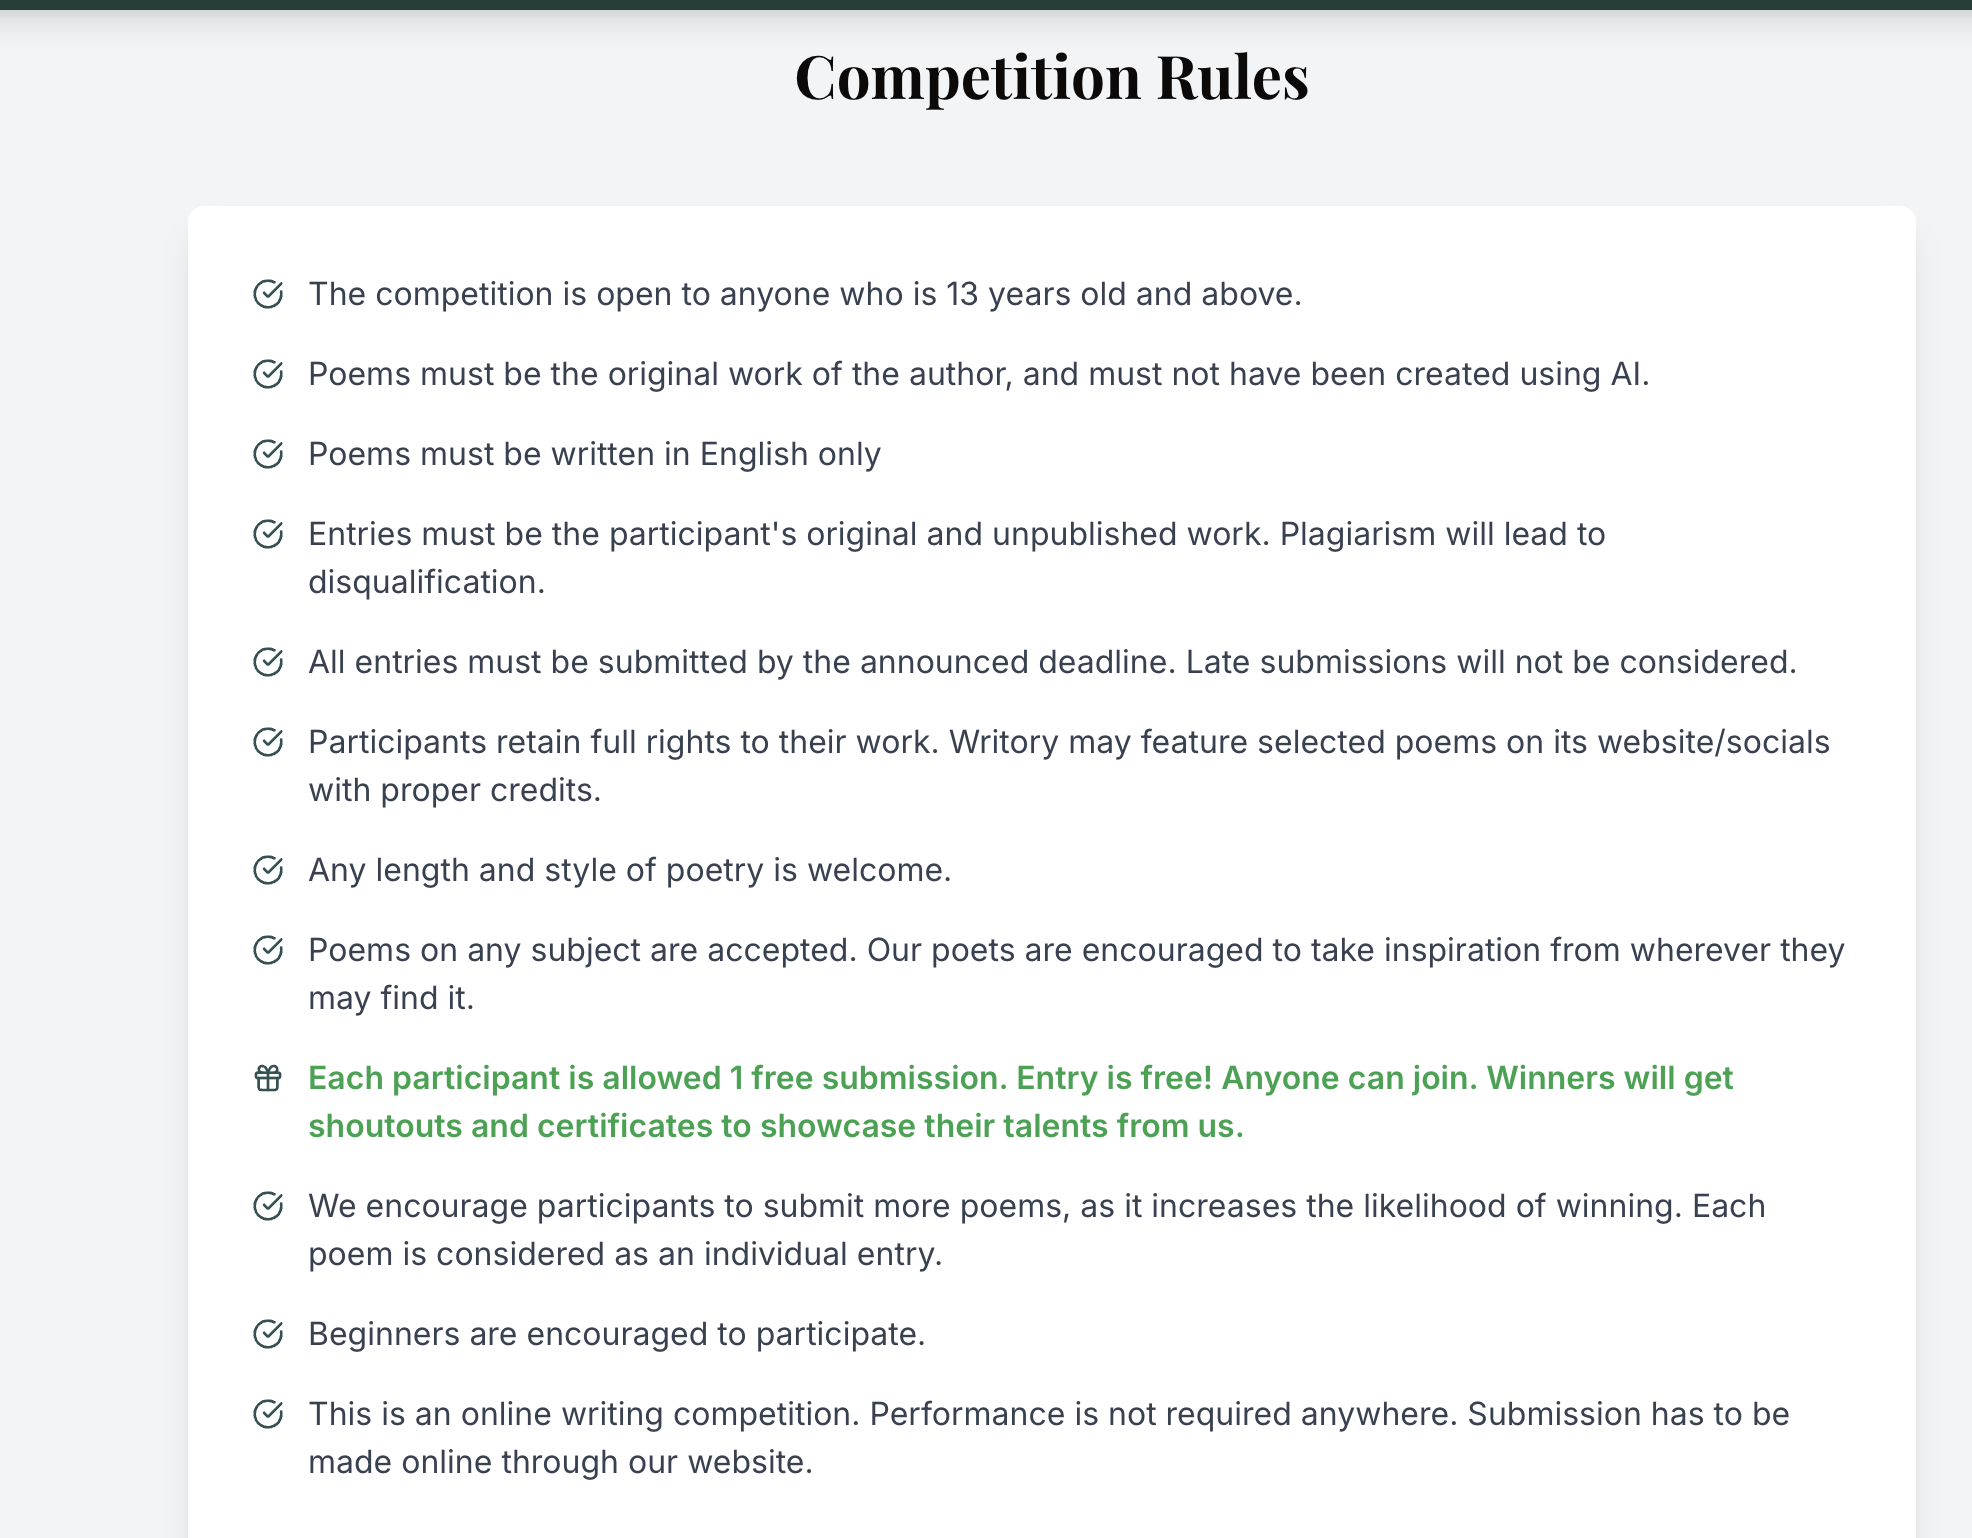 Competition Rules
The competition is open to anyone who is 13 years old and above.
Poems must be the original work of the author, and must not have been created using AI.
Poems must be written in English only
Entries must be the participant's original and unpublished work. Plagiarism will lead to
disqualification.
All entries must be submitted by the announced deadline. Late submissions will not be considered.
Participants retain full rights to their work. Writory may feature selected poems on its website/socials
with proper credits.
Any length and style of poetry is welcome.
Poems on any subject are accepted. Our poets are encouraged to take inspiration from wherever they
may find it.
Each participant is allowed 1 free submission. Entry is free! Anyone can join. Winners will get
shoutouts and certificates to showcase their talents from us.
We encourage participants to submit more poems, as it increases the likelihood of winning. Each
poem is considered as an individual entry.
Beginners are encouraged to participate.
This is an online writing competition. Performance is not required anywhere. Submission has to be
made online through our website.